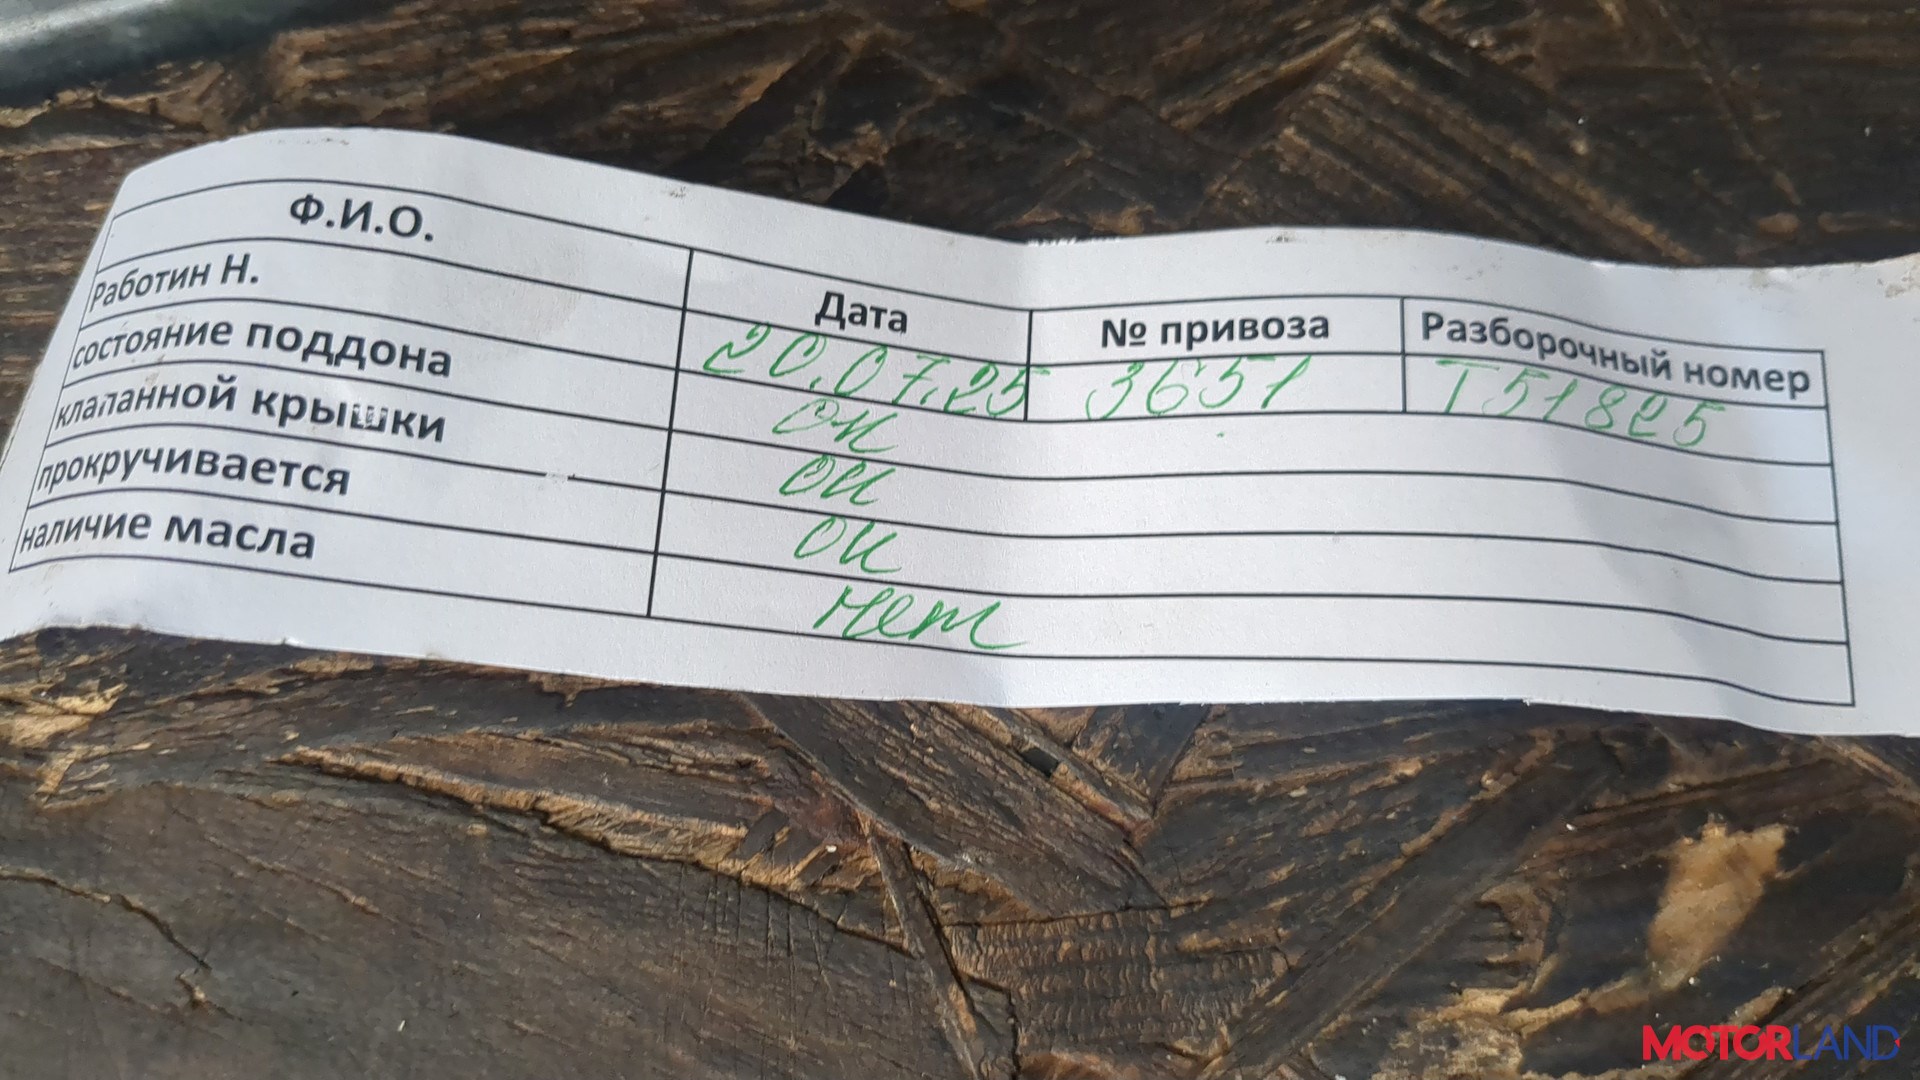 Ф.И.О. Дата № привоза Разборочный номер
Работин Н. 20.07.25 3651 Т51825
состояние поддона ок
клапанной крышки ок
прокручивается ок
наличие масла нет
MOTORLAND